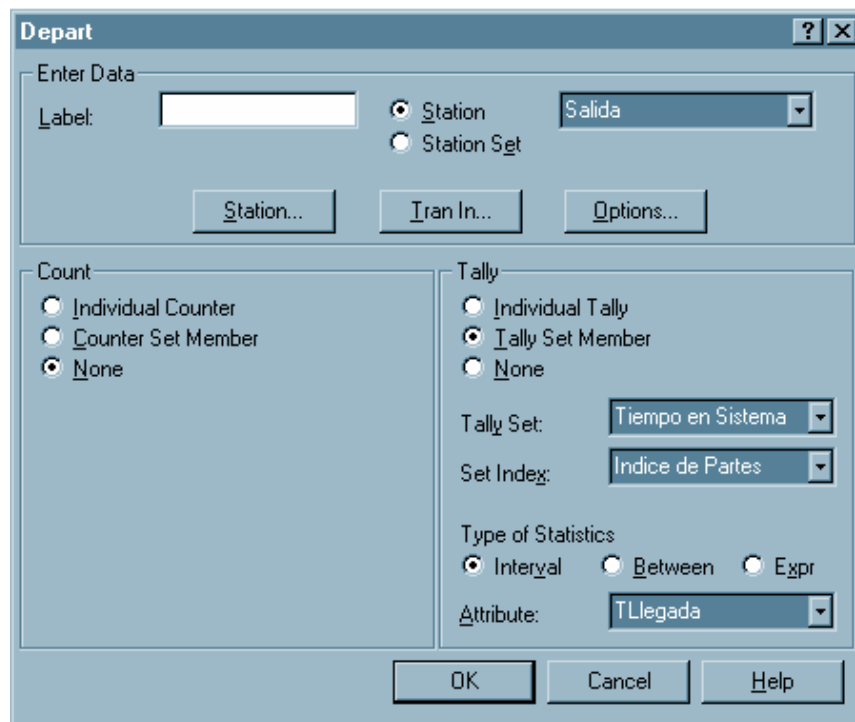 Depart
Enter Data
Label:
Station
Salida
Station Set
Station...
Tran In...
Options...
Count
Individual Counter
Counter Set Member
None
Tally
Individual Tally
Tally Set Member
None
Tally Set:
Tiempo en Sistema
Set Index:
Indice de Partes
Type of Statistics
Interval
Between
Expr
Attribute:
TLlegada
OK
Cancel
Help